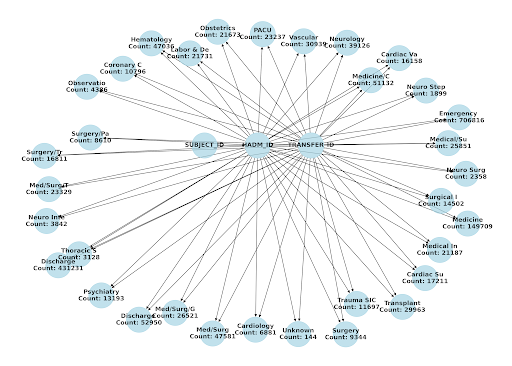 Obstetrics
Count: 21673
PACU
Count: 23237
Hematology
Count: 47036
Labor & De
Count: 21731
Vascular
Count: 30939
Neurology
Count: 39126
Cardiac Va
Count: 16158
Coronary C
Count: 10796
Medicine/C
Count: 51132
Observatio
Count: 4386
Neuro Step
Count: 1899
Emergency
Count: 706816
Surgery/Pa
Count: 8610
SUBJECT_ID
HADM_ID
TRANSFER_ID
Medical/Su
Count: 25851
Surgery/Tr
Count: 16811
Neuro Surg
Count: 2358
Med/Surg/T
Count: 23329
Surgical I
Count: 14502
Neuro Inte
Count: 3842
Medicine
Count: 149709
Thoracic S
Count: 3128
Medical In
Count: 21187
Discharge
Count: 431231
Cardiac Su
Count: 17211
Psychiatry
Count: 13193
Trauma SIC
Count: 11697
Transplant
Count: 29963
Discharge
Count: 52950
Med/Surg/G
Count: 26521
Med/Surg
Count: 47581
Cardiology
Count: 6881
Unknown
Count: 144
Surgery
Count: 9344